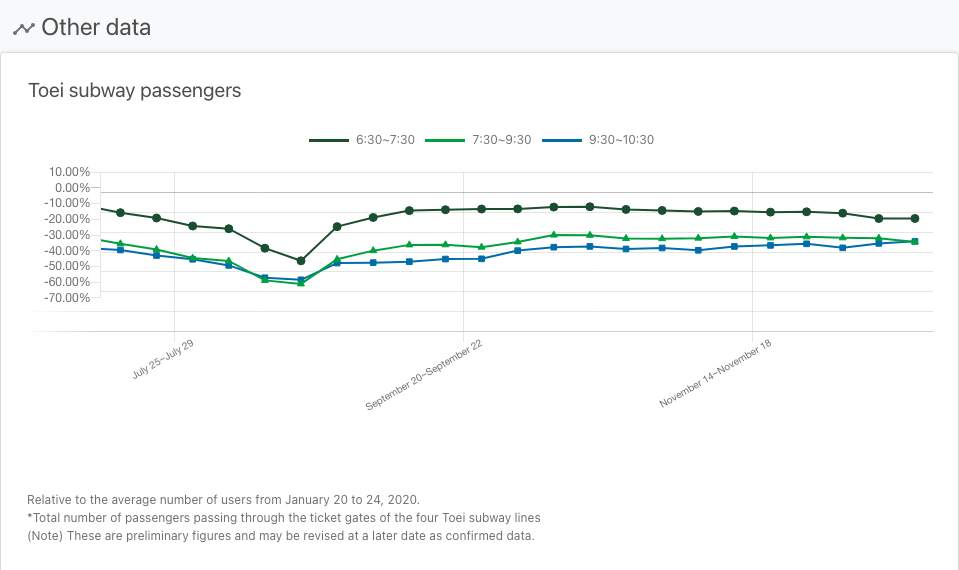 Other data
Toei subway passengers
6:30~7:30 7:30~9:30 9:30~10:30
10.00%
0.00%
-10.00%
-20.00%
-30.00%
-40.00%
-50.00%
-60.00%
-70.00%
July 25~July 29
September 20~September 22
November 14~November 18
Relative to the average number of users from January 20 to 24, 2020.
*Total number of passengers passing through the ticket gates of the four Toei subway lines
(Note) These are preliminary figures and may be revised at a later date as confirmed data.